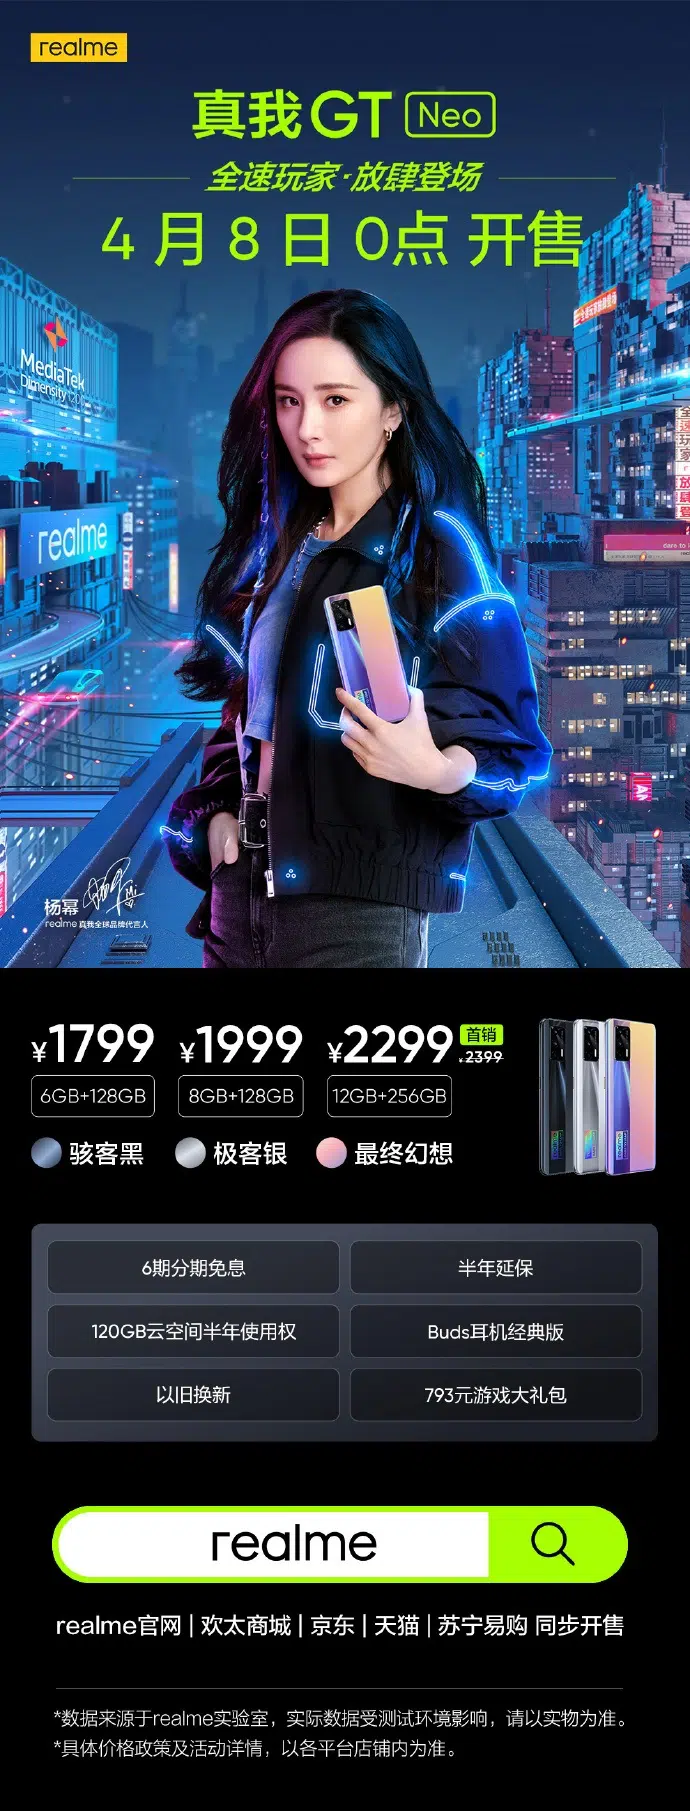 realme
真我GT Neo
全速玩家·放肆登场
4月8日0点 开售
MediaTek
Dimensity 1200
realme
全速玩家
放肆登
dare to l
杨幂
realme 真我全球品牌代言人
¥1799 ¥1999 ¥2299 首销 ¥2399
6GB+128GB 8GB+128GB 12GB+256GB
骇客黑 极客银 最终幻想
6期分期免息 半年延保
120GB云空间半年使用权 Buds耳机经典版
以旧换新 793元游戏大礼包
realme
realme官网 | 欢太商城 | 京东 | 天猫 | 苏宁易购 同步开售
*数据来源于realme实验室，实际数据受测试环境影响，请以实物为准。
*具体价格政策及活动详情，以各平台店铺内为准。